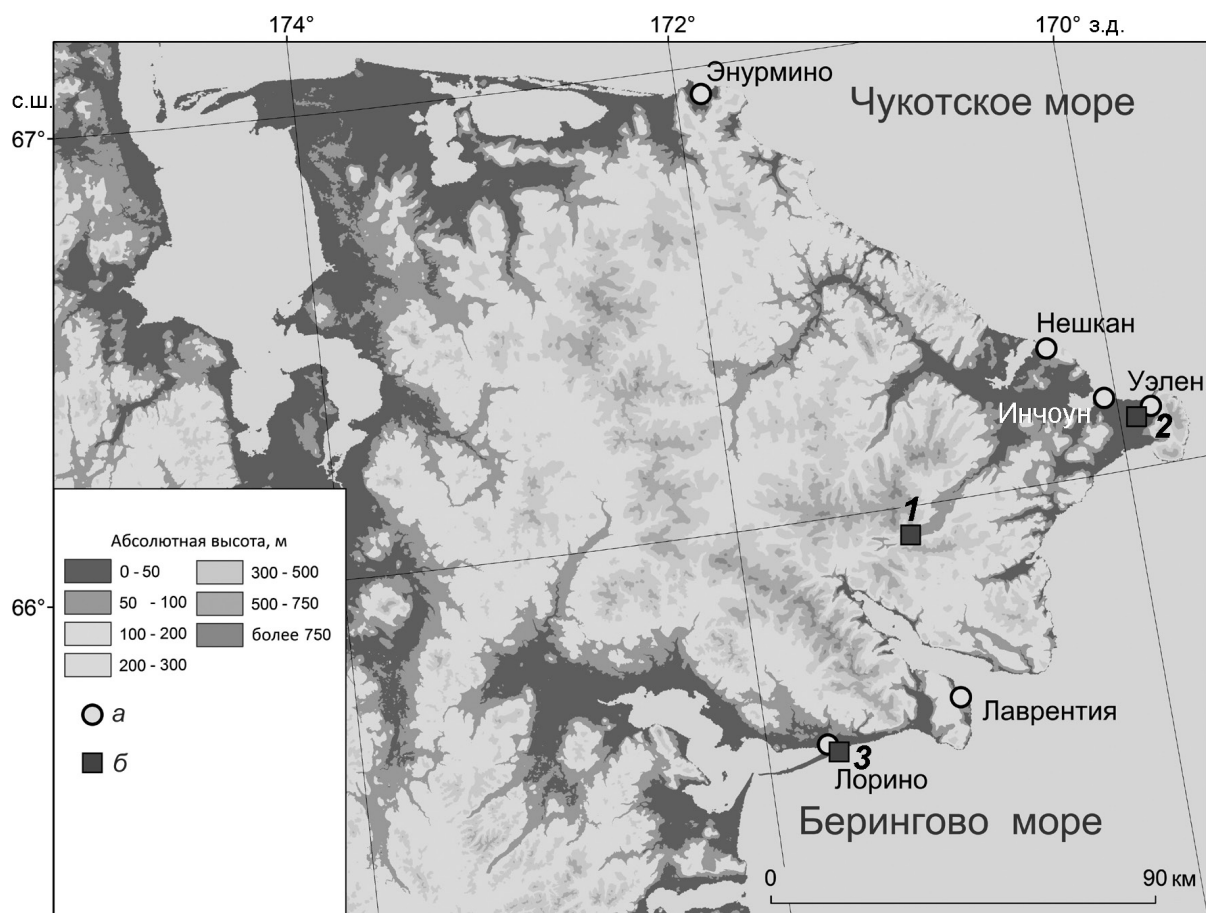 174°
172°
170° з.д.
с.ш.
67°
66°
Энурмино
Чукотское море
Нешкан
Уэлен
Инчоун
2
1
Лаврентия
3
Лорино
Берингово море
Абсолютная высота, м
0 - 50
300 - 500
50 - 100
500 - 750
100 - 200
более 750
200 - 300
а
б
0
90 км